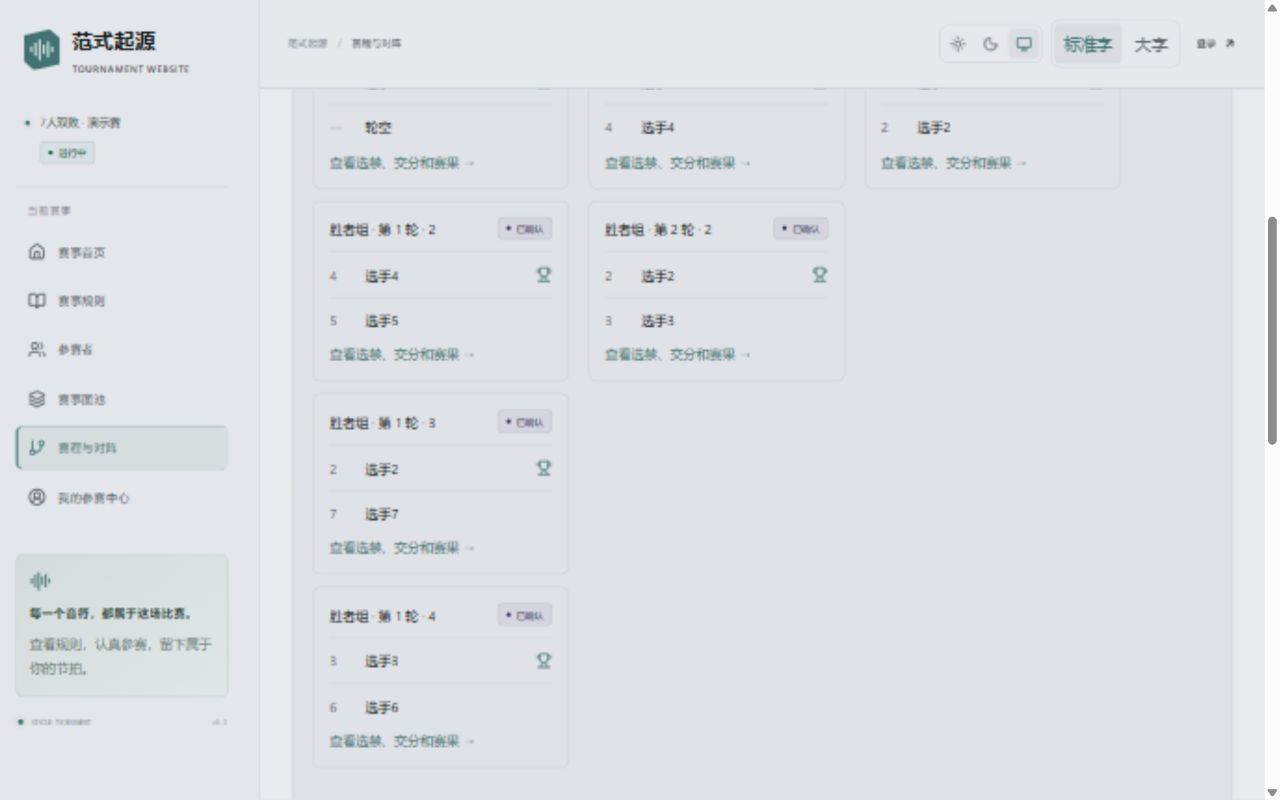 范式起源
TOURNAMENT WEBSITE
7人双败 · 演示赛
进行中
当前赛事
赛事首页
赛事规则
参赛者
赛事图池
赛程与对阵
我的参赛中心
每一个音符，都属于这场比赛。
查看规则，认真参赛，留下属于
你的节拍。
范式起源 / 赛程与对阵
标准字 大字 登录
— 轮空
查看选禁、交分和赛果 →
4 选手4
查看选禁、交分和赛果 →
2 选手2
查看选禁、交分和赛果 →
胜者组 · 第 1 轮 · 2 已确认
4 选手4
5 选手5
查看选禁、交分和赛果 →
胜者组 · 第 2 轮 · 2 已确认
2 选手2
3 选手3
查看选禁、交分和赛果 →
胜者组 · 第 1 轮 · 3 已确认
2 选手2
7 选手7
查看选禁、交分和赛果 →
胜者组 · 第 1 轮 · 4 已确认
3 选手3
6 选手6
查看选禁、交分和赛果 →